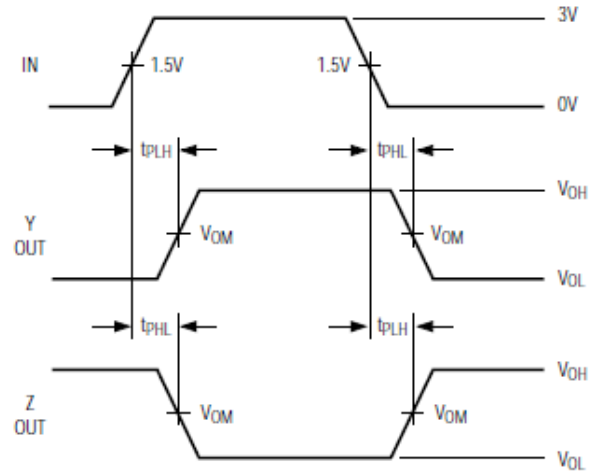 3V
IN
1.5V
1.5V
0V
tPLH
tPHL
VOH
Y
OUT
VOM
VOM
VOL
tPHL
tPLH
VOH
Z
OUT
VOM
VOM
VOL